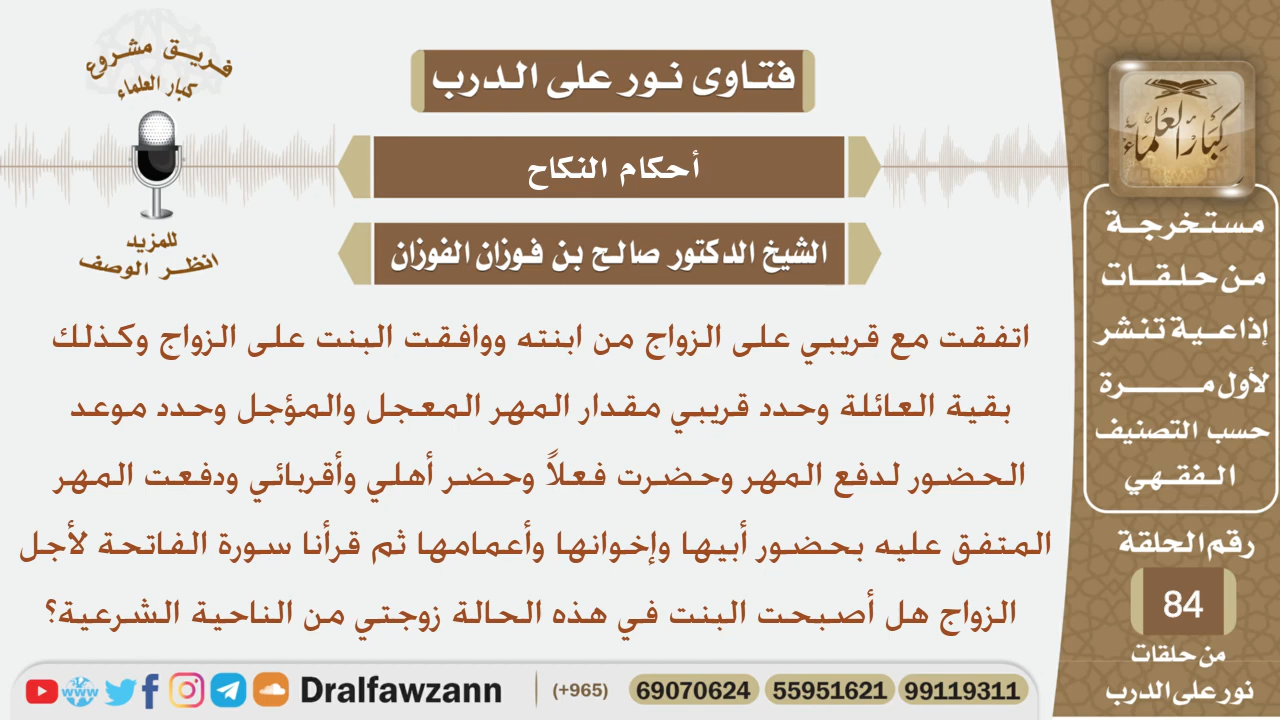 فريق مشروع
كبار العلماء
للمزيد
انظر الوصف
فتاوى نور على الدرب
أحكام النكاح
الشيخ الدكتور صالح بن فوزان الفوزان
اتفقت مع قريبي على الزواج من ابنته ووافقت البنت على الزواج وكذلك
بقية العائلة وحدد قريبي مقدار المهر المعجل والمؤجل وحدد موعد
الحضور لدفع المهر وحضرت فعلاً وحضر أهلي وأقربائي ودفعت المهر
المتفق عليه بحضور أبيها وإخوانها وأعمامها ثم قرأنا سورة الفاتحة لأجل
الزواج هل أصبحت البنت في هذه الحالة زوجتي من الناحية الشرعية؟
كِبَارُ العُلَمَاءِ
مستخرجة
من حلقات
إذاعية تنشر
لأول مرة
حسب التصنيف
الفقهي
رقم الحلقة
84
من حلقات
نور على الدرب
www
Dralfawzann
(+965)
69070624
55951621
99119311